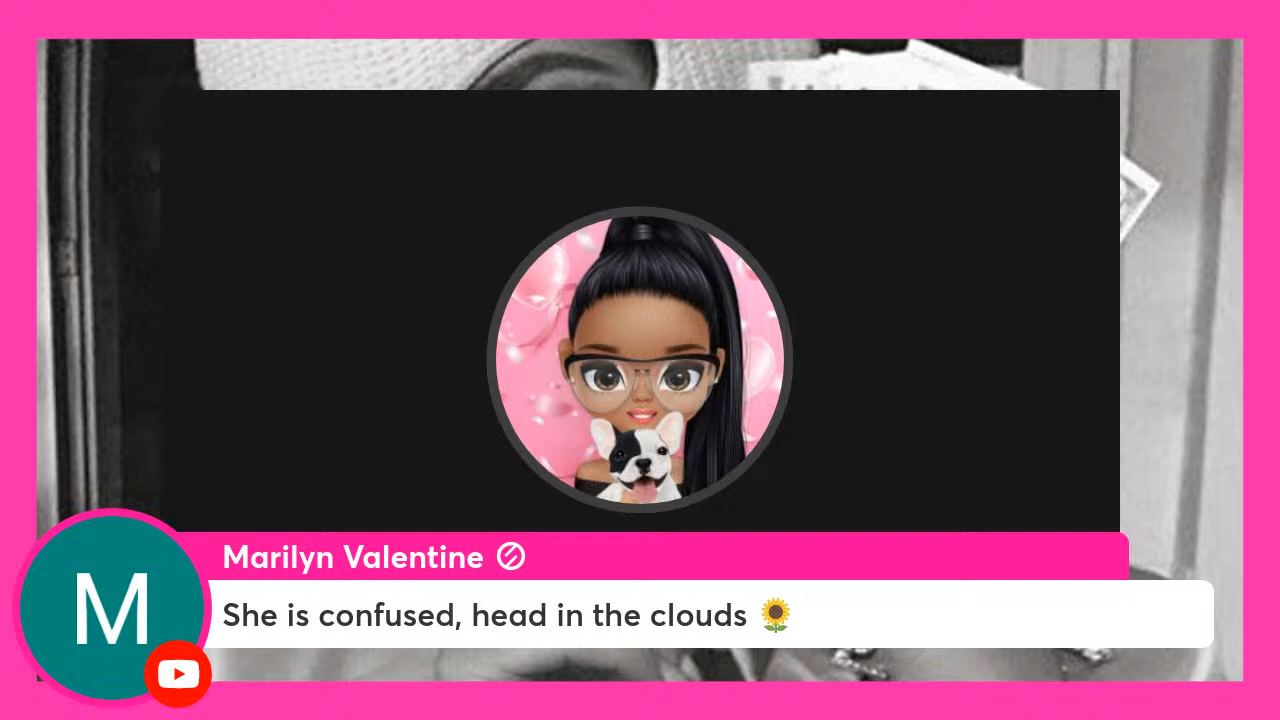 Marilyn Valentine
She is confused, head in the clouds 🌻
M